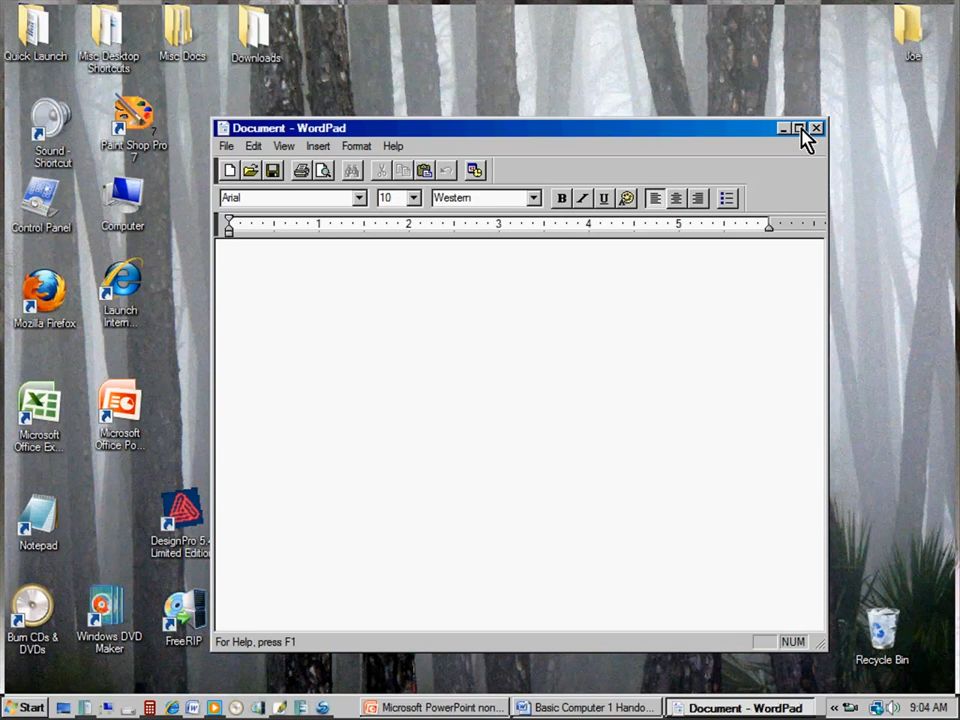 Quick Launch
Misc Desktop
Shortcuts
Misc Docs
Downloads
Joe
Sound -
Shortcut
Paint Shop Pro
7
7
Control Panel
Computer
Mozilla Firefox
Launch
Intern...
Microsoft
Office Ex...
Microsoft
Office Po...
Notepad
DesignPro 5.4
Limited Edition
Burn CDs &
DVDs
Windows DVD
Maker
FreeRIP
Recycle Bin
Document - WordPad
File Edit View Insert Format Help
Arial 10 Western B / U
1 2 3 4 5
For Help, press F1 NUM
Start Microsoft PowerPoint non... Basic Computer 1 Hando... Document - WordPad « 9:04 AM